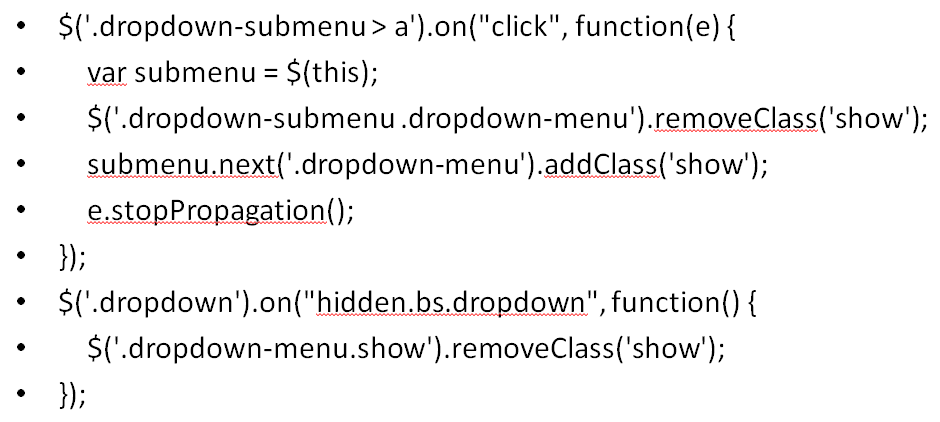 • $('.dropdown-submenu > a').on("click", function(e) {
• var submenu = $(this);
• $('.dropdown-submenu .dropdown-menu').removeClass('show');
• submenu.next('.dropdown-menu').addClass('show');
• e.stopPropagation();
• });
• $('.dropdown').on("hidden.bs.dropdown", function() {
• $('.dropdown-menu.show').removeClass('show');
• });